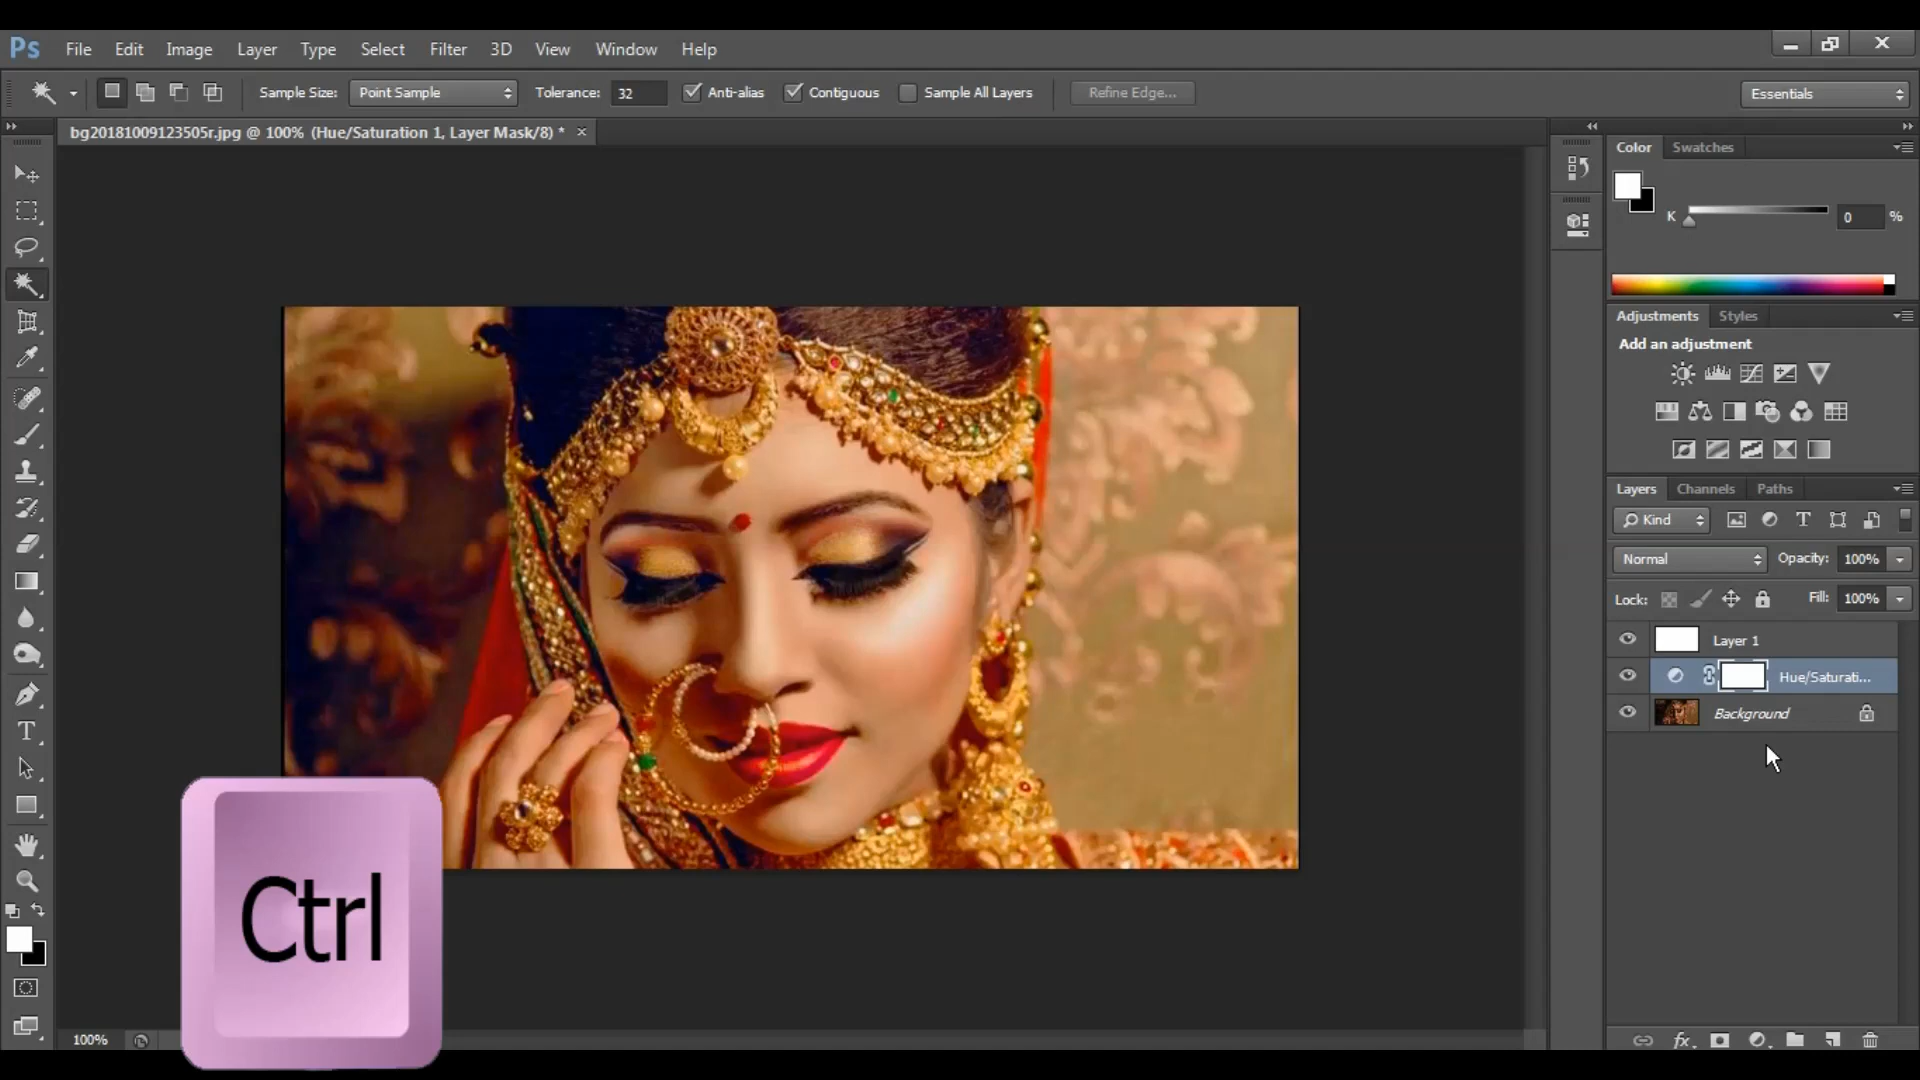 Ps File Edit Image Layer Type Select Filter 3D View Window Help
Sample Size: Point Sample Tolerance: 32 Anti-alias Contiguous Sample All Layers Refine Edge... Essentials
bg20181009123505r.jpg @ 100% (Hue/Saturation 1, Layer Mask/8) *
Color Swatches
K 0 %
Adjustments Styles
Add an adjustment
Layers Channels Paths
Kind
Normal Opacity: 100%
Lock: Fill: 100%
Layer 1
Hue/Saturati...
Background
Ctrl
100%
fx